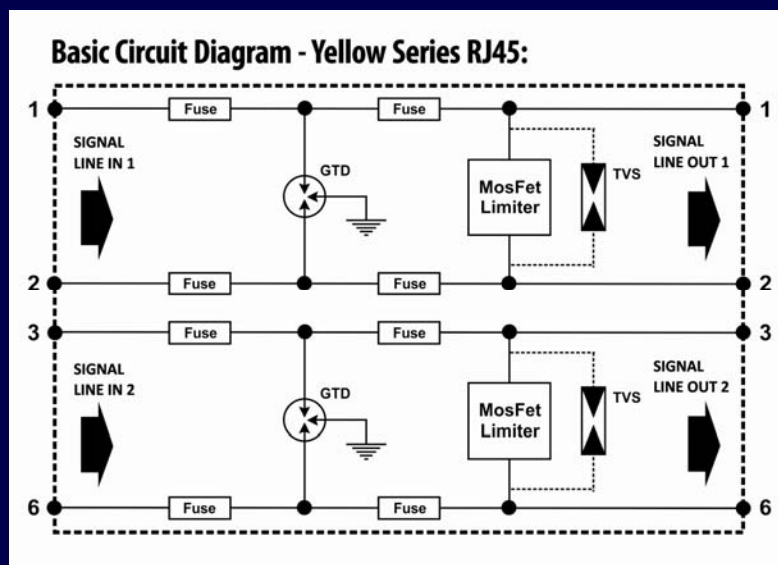 Basic Circuit Diagram - Yellow Series RJ45:
1 Fuse Fuse 1
SIGNAL
LINE IN 1
GTD
MosFet
Limiter
TVS
SIGNAL
LINE OUT 1
2 Fuse Fuse 2
3 Fuse Fuse 3
SIGNAL
LINE IN 2
GTD
MosFet
Limiter
TVS
SIGNAL
LINE OUT 2
6 Fuse Fuse 6